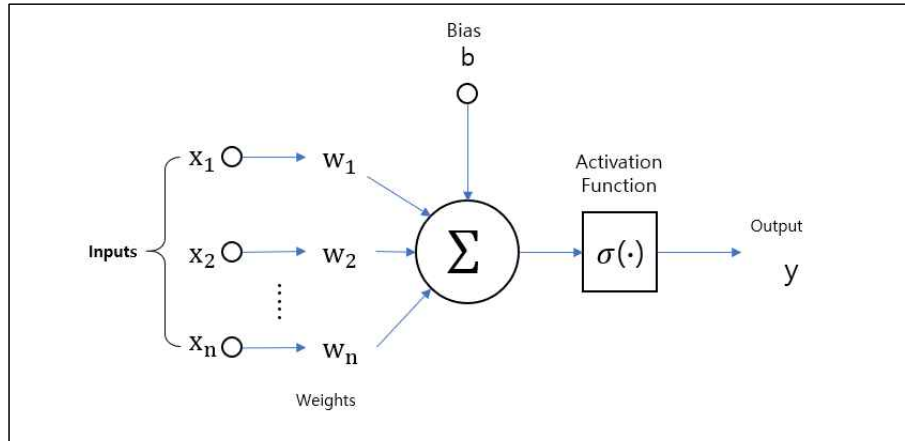 Bias
b
x₁ w₁
Activation
Function
Inputs x₂ w₂ Σ σ(·) Output
y
xₙ wₙ
Weights